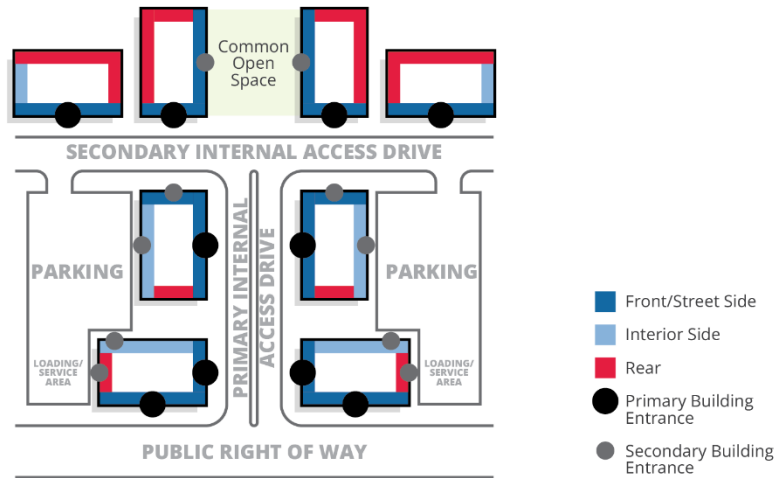 Common
Open
Space
SECONDARY INTERNAL ACCESS DRIVE
PARKING
PRIMARY INTERNAL
ACCESS DRIVE
PARKING
LOADING/
SERVICE
AREA
LOADING/
SERVICE
AREA
PUBLIC RIGHT OF WAY
Front/Street Side
Interior Side
Rear
Primary Building
Entrance
Secondary Building
Entrance